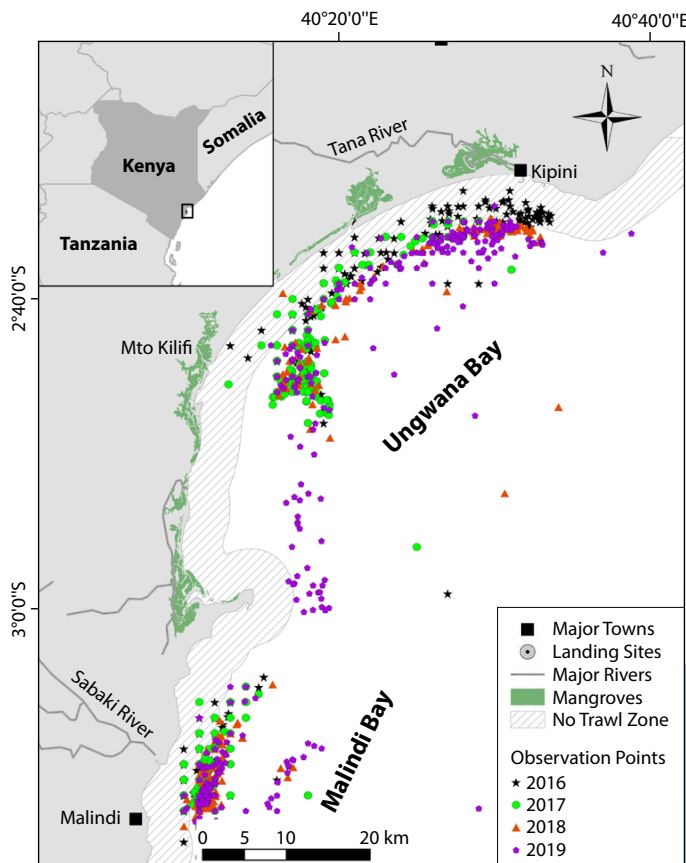 40°20'0"E
40°40'0"E
N
Somalia
Kenya
Tanzania
Tana River
Kipini
2°40'0"S
Mto Kilifi
Ungwana Bay
3°0'0"S
Sabaki River
Malindi Bay
Malindi
0 5 10 20 km
Major Towns
Landing Sites
Major Rivers
Mangroves
No Trawl Zone
Observation Points
2016
2017
2018
2019